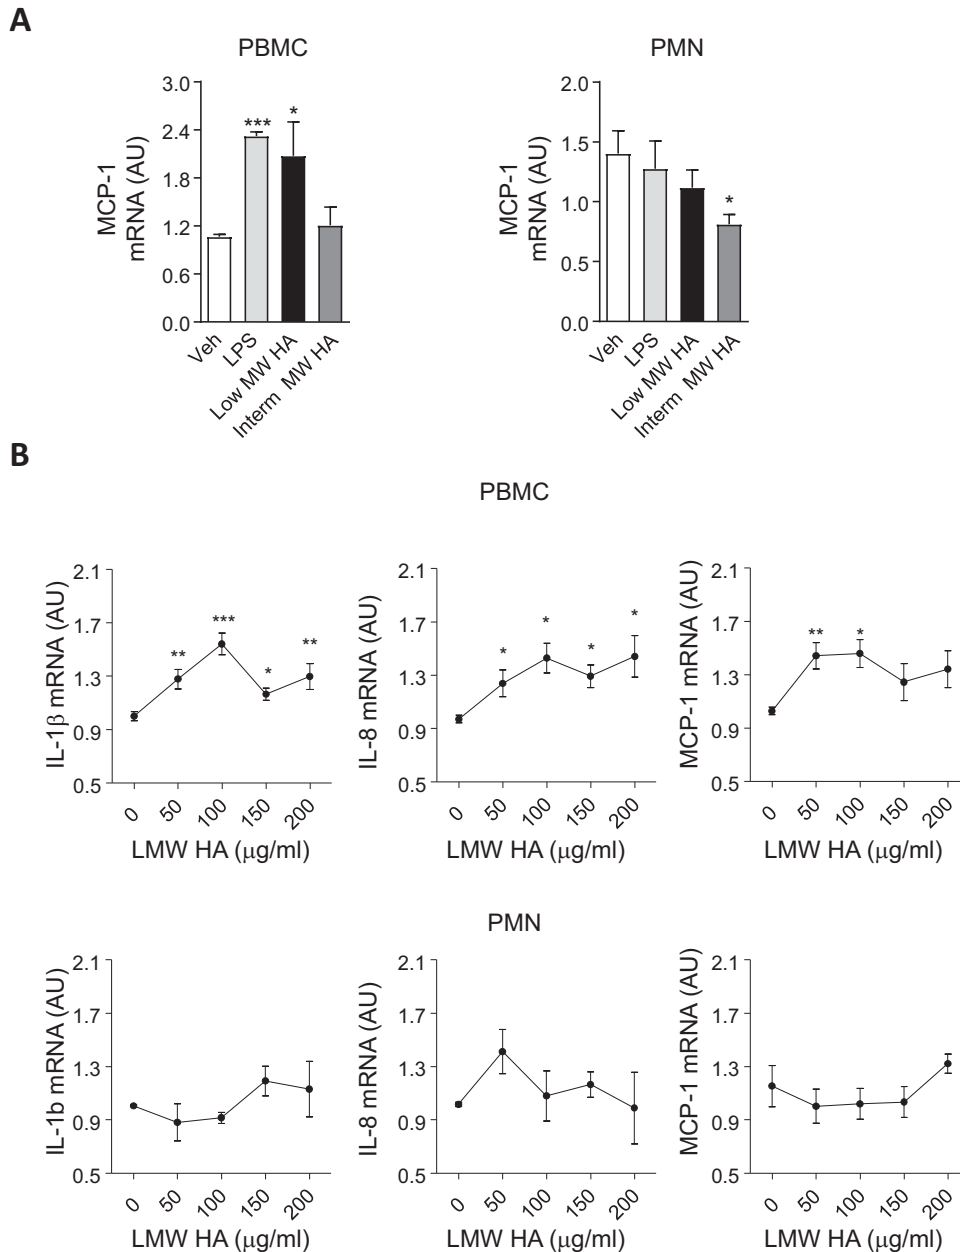 A
PBMC
MCP-1
mRNA (AU)
3.0
2.4
1.8
1.2
0.6
0.0
***
*
Veh
LPS
Low MW HA
Interm MW HA
PMN
MCP-1
mRNA (AU)
2.0
1.5
1.0
0.5
0.0
*
Veh
LPS
Low MW HA
Interm MW HA
B
PBMC
IL-1β mRNA (AU)
2.1
1.7
1.3
0.9
0.5
**
***
*
**
0
50
100
150
200
LMW HA (μg/ml)
IL-8 mRNA (AU)
2.1
1.7
1.3
0.9
0.5
*
*
*
*
0
50
100
150
200
LMW HA (μg/ml)
MCP-1 mRNA (AU)
2.1
1.7
1.3
0.9
0.5
**
*
0
50
100
150
200
LMW HA (μg/ml)
PMN
IL-1b mRNA (AU)
2.1
1.7
1.3
0.9
0.5
0
50
100
150
200
LMW HA (μg/ml)
IL-8 mRNA (AU)
2.1
1.7
1.3
0.9
0.5
0
50
100
150
200
LMW HA (μg/ml)
MCP-1 mRNA (AU)
2.1
1.7
1.3
0.9
0.5
0
50
100
150
200
LMW HA (μg/ml)